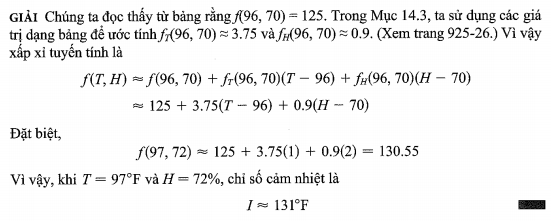 GIẢI Chúng ta đọc thấy từ bảng rằng f(96, 70) = 125. Trong Mục 14.3, ta sử dụng các giá
trị dạng bảng để ước tính f_T(96, 70) ≈ 3.75 và f_H(96, 70) ≈ 0.9. (Xem trang 925-26.) Vì vậy
xấp xỉ tuyến tính là
f(T, H) ≈ f(96, 70) + f_T(96, 70)(T − 96) + f_H(96, 70)(H − 70)
≈ 125 + 3.75(T − 96) + 0.9(H − 70)
Đặt biệt,
f(97, 72) ≈ 125 + 3.75(1) + 0.9(2) = 130.55
Vì vậy, khi T = 97°F và H = 72%, chỉ số cảm nhiệt là
I ≈ 131°F